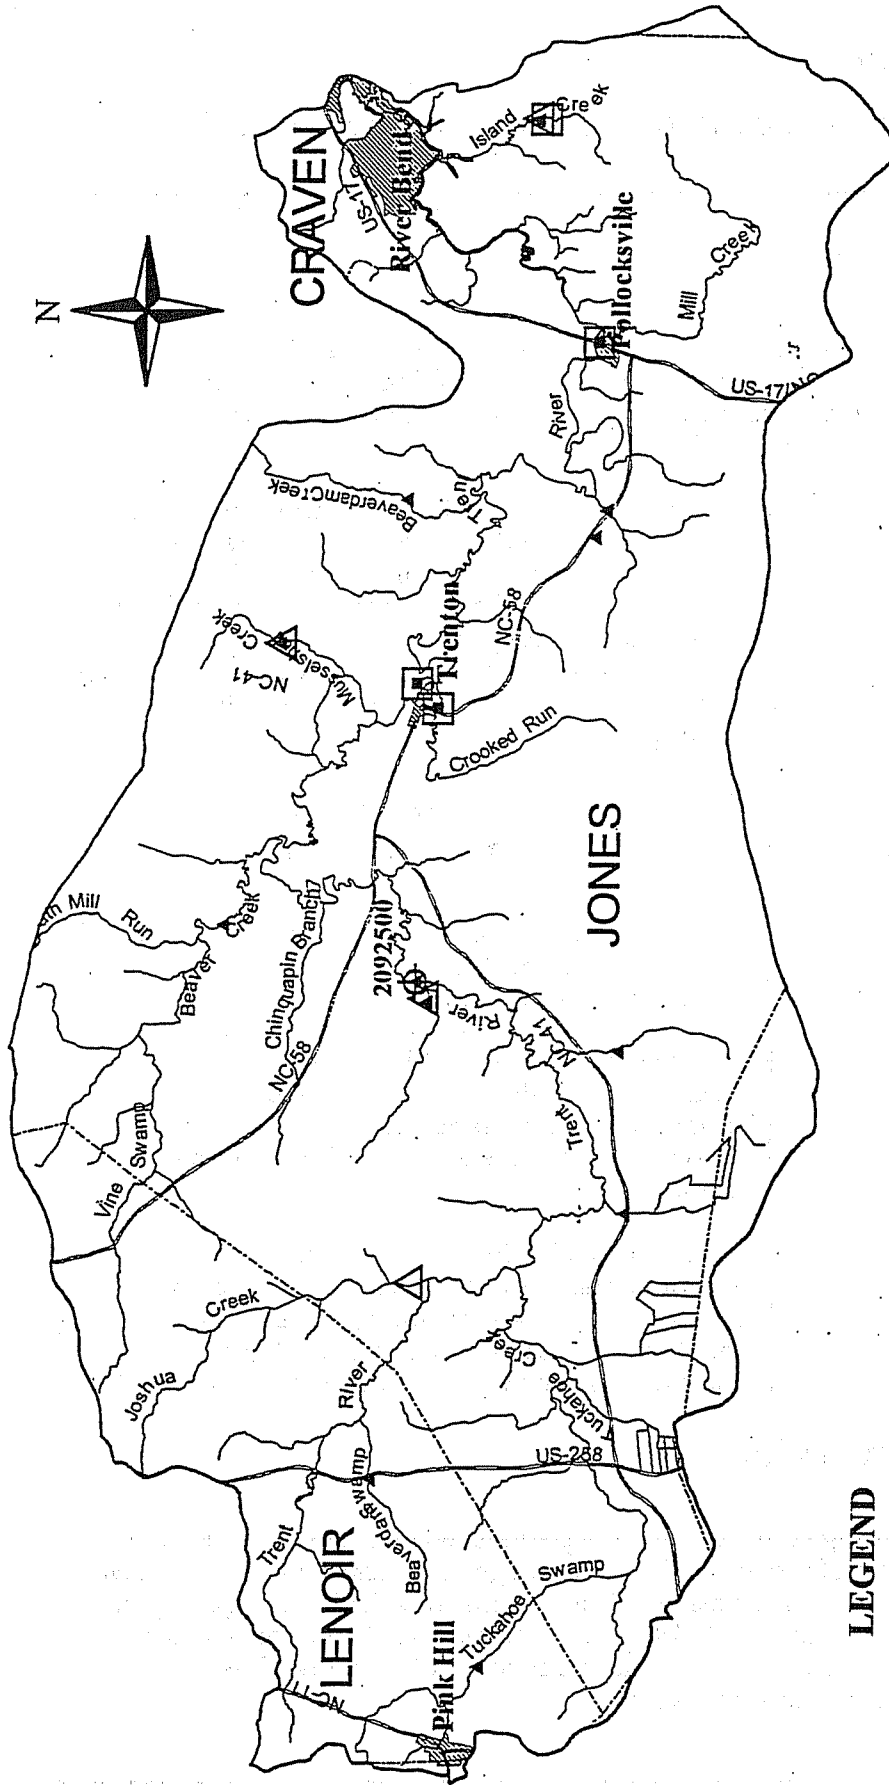 N
CRAVEN
US-17
River Bend
Island
Creek
Pollocksville
Mill
Creek
US-17/NC
River
Trent
Beaverdam Creek
NC-58
Trenton
Creek
NC-41
Crooked Run
JONES
Mill
Run
Beaver
Creek
Chinquapin Branch
2092500
NC-58
River
NC-41
Trent
Vine
Swamp
Creek
Joshua
River
Creek
Tuckahoe
US-258
Trent
Beaverdam Swamp
LENOIR
Tuckahoe
Swamp
NC-11
Pink Hill
LEGEND